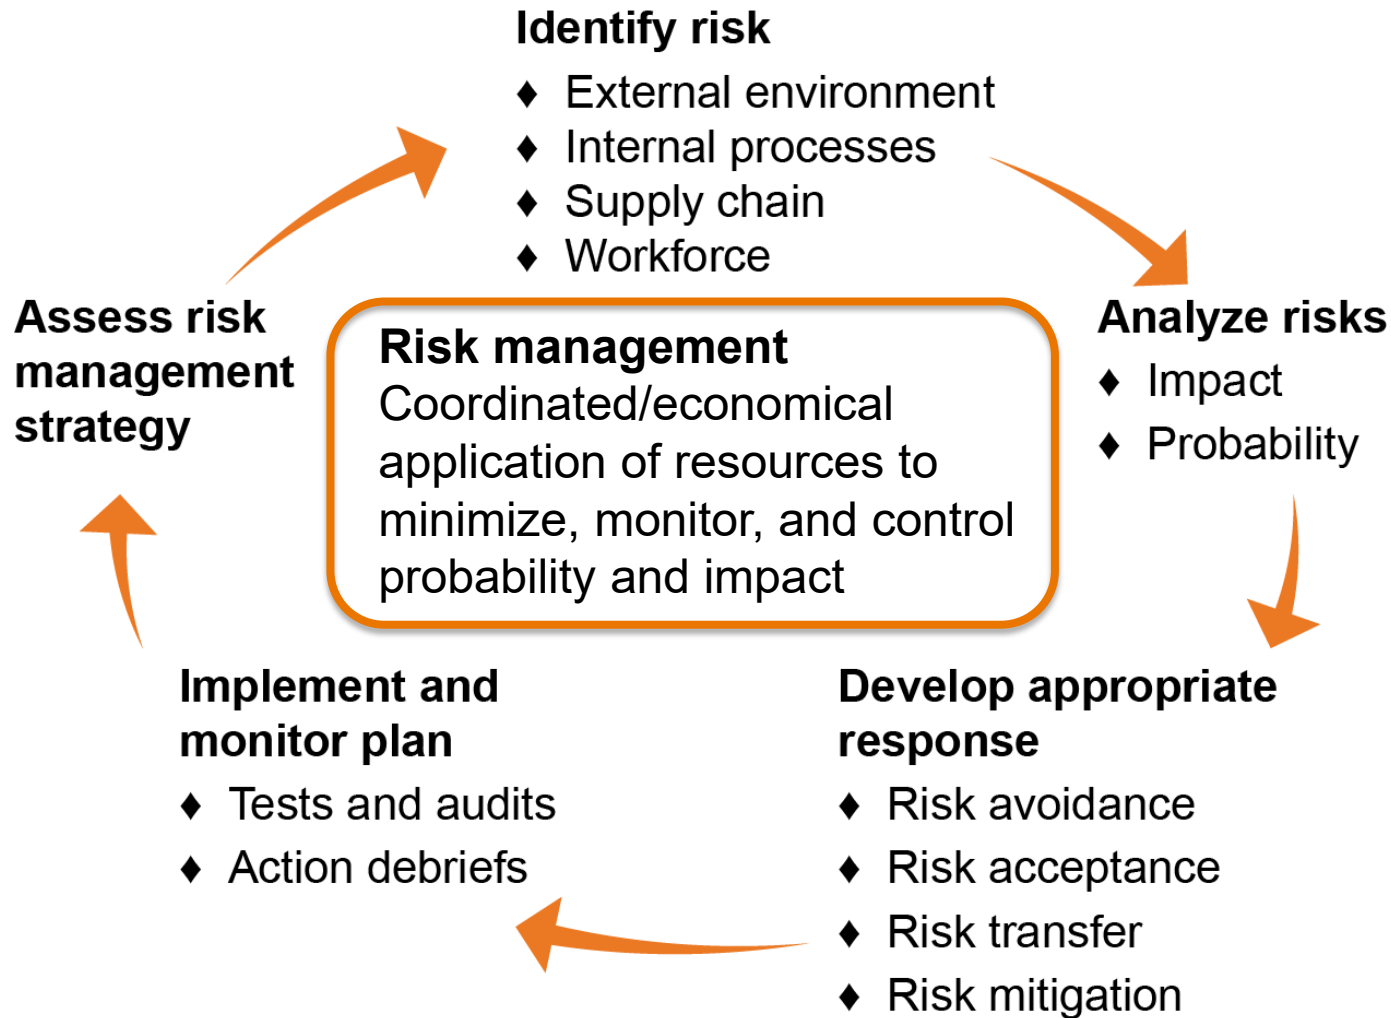 Identify risk
♦ External environment
♦ Internal processes
♦ Supply chain
♦ Workforce
Analyze risks
♦ Impact
♦ Probability
Develop appropriate
response
♦ Risk avoidance
♦ Risk acceptance
♦ Risk transfer
♦ Risk mitigation
Implement and
monitor plan
♦ Tests and audits
♦ Action debriefs
Assess risk
management
strategy
Risk management
Coordinated/economical
application of resources to
minimize, monitor, and control
probability and impact